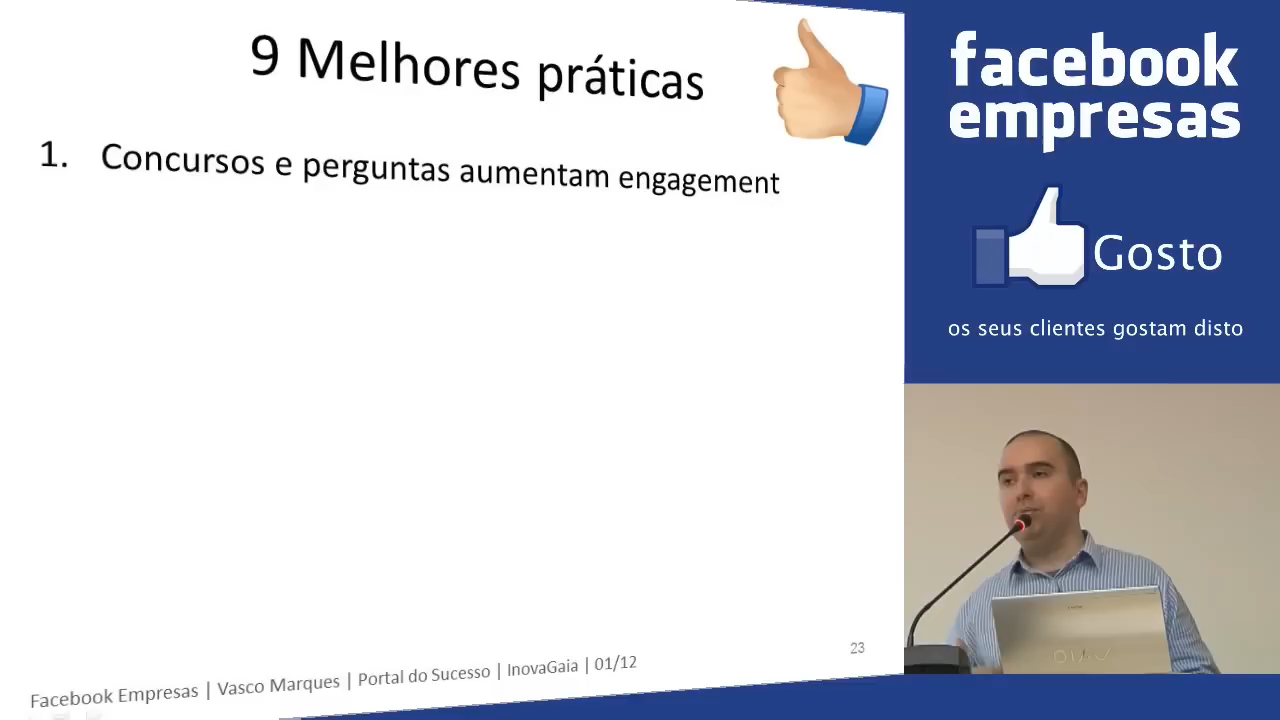 9 Melhores práticas
1. Concursos e perguntas aumentam engagement
Facebook Empresas | Vasco Marques | Portal do Sucesso | InovaGaia | 01/12
23
facebook
empresas
Gosto
os seus clientes gostam disto